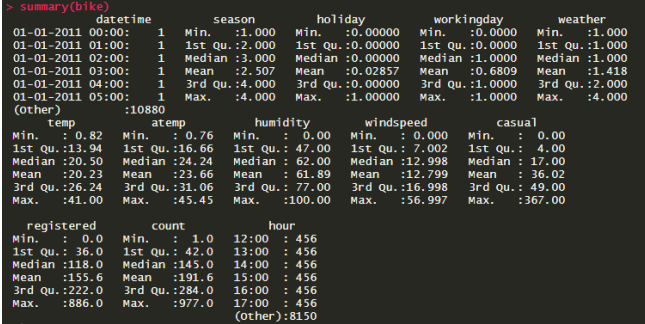 > summary(bike)
datetime season holiday workingday weather
01-01-2011 00:00: 1 Min. :1.000 Min. :0.00000 Min. :0.0000 Min. :1.000
01-01-2011 01:00: 1 1st Qu.:2.000 1st Qu.:0.00000 1st Qu.:0.0000 1st Qu.:1.000
01-01-2011 02:00: 1 Median :3.000 Median :0.00000 Median :1.0000 Median :1.000
01-01-2011 03:00: 1 Mean :2.507 Mean :0.02857 Mean :0.6809 Mean :1.418
01-01-2011 04:00: 1 3rd Qu.:4.000 3rd Qu.:0.00000 3rd Qu.:1.0000 3rd Qu.:2.000
01-01-2011 05:00: 1 Max. :4.000 Max. :1.00000 Max. :1.0000 Max. :4.000
(Other) :10880
temp atemp humidity windspeed casual
Min. : 0.82 Min. : 0.76 Min. : 0.00 Min. : 0.000 Min. : 0.00
1st Qu.:13.94 1st Qu.:16.66 1st Qu.: 47.00 1st Qu.: 7.002 1st Qu.: 4.00
Median :20.50 Median :24.24 Median : 62.00 Median :12.998 Median : 17.00
Mean :20.23 Mean :23.66 Mean : 61.89 Mean :12.799 Mean : 36.02
3rd Qu.:26.24 3rd Qu.:31.06 3rd Qu.: 77.00 3rd Qu.:16.998 3rd Qu.: 49.00
Max. :41.00 Max. :45.45 Max. :100.00 Max. :56.997 Max. :367.00
registered count hour
Min. : 0.0 Min. : 1.0 12:00 : 456
1st Qu.: 36.0 1st Qu.: 42.0 13:00 : 456
Median :118.0 Median :145.0 14:00 : 456
Mean :155.6 Mean :191.6 15:00 : 456
3rd Qu.:222.0 3rd Qu.:284.0 16:00 : 456
Max. :886.0 Max. :977.0 17:00 : 456
(Other):8150